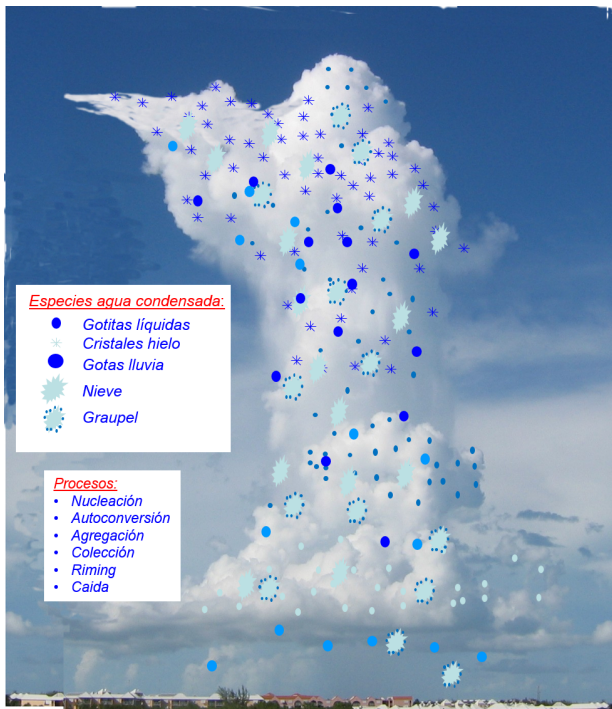 Especies agua condensada:
Gotitas líquidas
Cristales hielo
Gotas lluvia
Nieve
Graupel
Procesos:
• Nucleación
• Autoconversión
• Agregación
• Colección
• Riming
• Caida